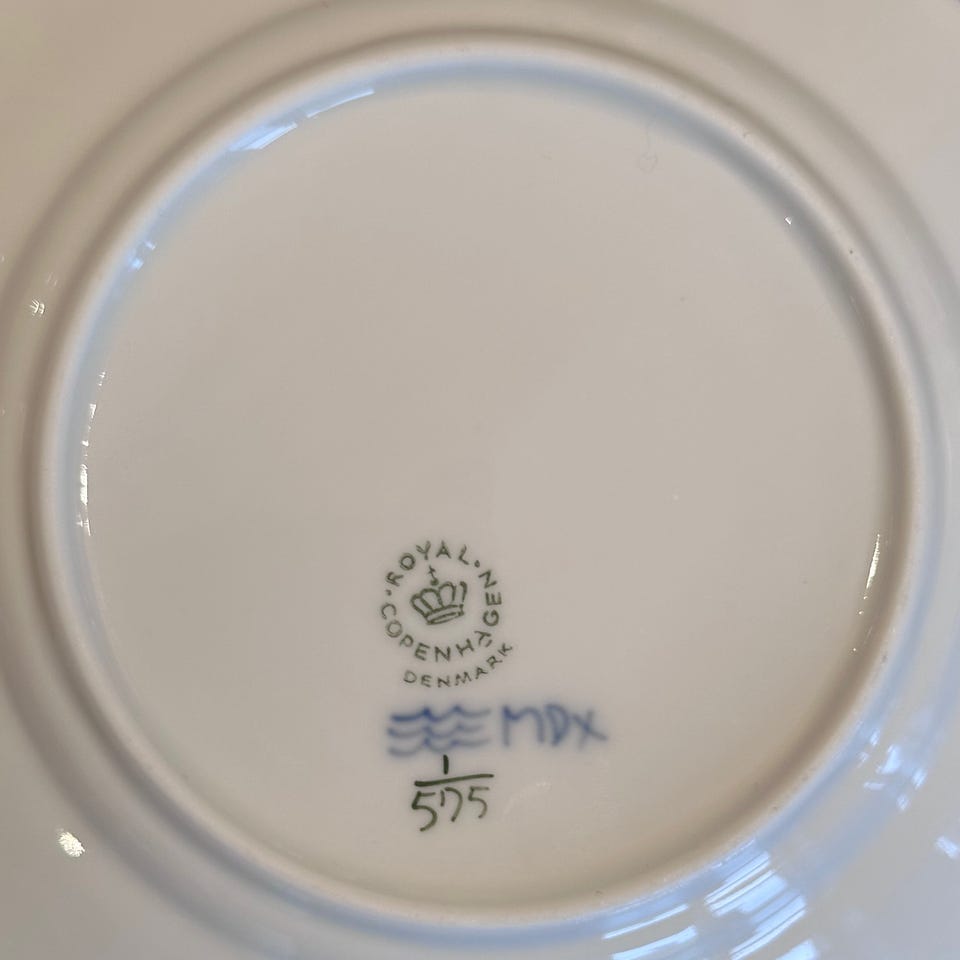 ROYAL
COPENHAGEN
DENMARK
MDX
1
575